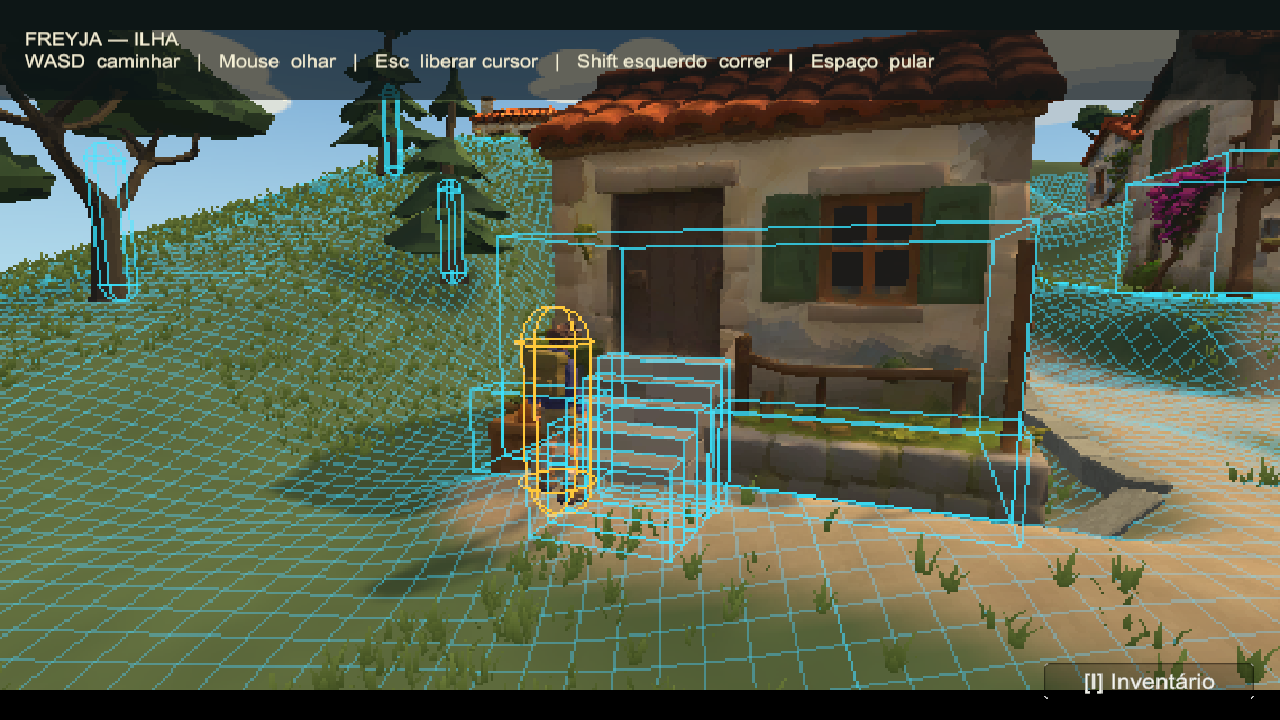 FREYJA — ILHA
WASD caminhar | Mouse olhar | Esc liberar cursor | Shift esquerdo correr | Espaço pular
[I] Inventário